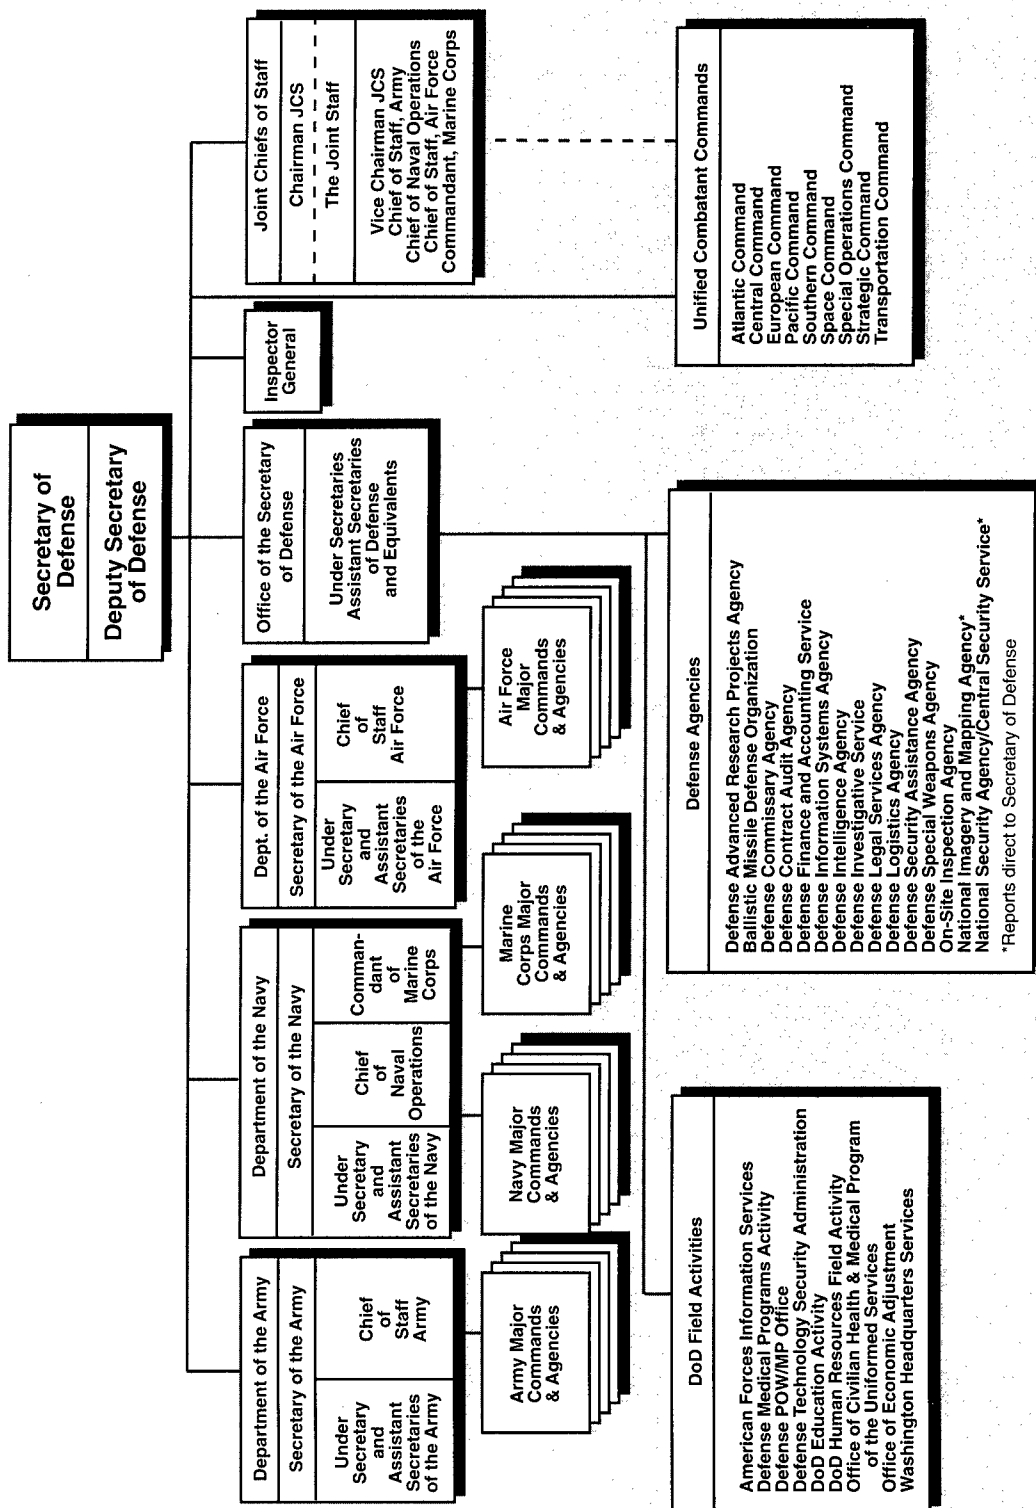 Secretary of
Defense
Deputy Secretary
of Defense
Department of the Army
Secretary of the Army
Under
Secretary
and
Assistant
Secretaries
of the Army
Chief
of
Staff
Army
Army Major
Commands
& Agencies
Department of the Navy
Secretary of the Navy
Under
Secretary
and
Assistant
Secretaries
of the Navy
Chief
of
Naval
Operations
Comman-
dant
of
Marine
Corps
Navy Major
Commands
& Agencies
Marine
Corps Major
Commands
& Agencies
Dept. of the Air Force
Secretary of the Air Force
Under
Secretary
and
Assistant
Secretaries
of the
Air Force
Chief
of
Staff
Air Force
Air Force
Major
Commands
& Agencies
Office of the Secretary
of Defense
Under Secretaries
Assistant Secretaries
of Defense
and Equivalents
Inspector
General
Joint Chiefs of Staff
Chairman JCS
The Joint Staff
Vice Chairman JCS
Chief of Staff, Army
Chief of Naval Operations
Chief of Staff, Air Force
Commandant, Marine Corps
DoD Field Activities
American Forces Information Services
Defense Medical Programs Activity
Defense POW/MP Office
Defense Technology Security Administration
DoD Education Activity
DoD Human Resources Field Activity
Office of Civilian Health & Medical Program
of the Uniformed Services
Office of Economic Adjustment
Washington Headquarters Services
Defense Agencies
Defense Advanced Research Projects Agency
Ballistic Missile Defense Organization
Defense Commissary Agency
Defense Contract Audit Agency
Defense Finance and Accounting Service
Defense Information Systems Agency
Defense Intelligence Agency
Defense Investigative Service
Defense Legal Services Agency
Defense Logistics Agency
Defense Security Assistance Agency
Defense Special Weapons Agency
On-Site Inspection Agency
National Imagery and Mapping Agency*
National Security Agency/Central Security Service*
*Reports direct to Secretary of Defense
Unified Combatant Commands
Atlantic Command
Central Command
European Command
Pacific Command
Southern Command
Space Command
Special Operations Command
Strategic Command
Transportation Command